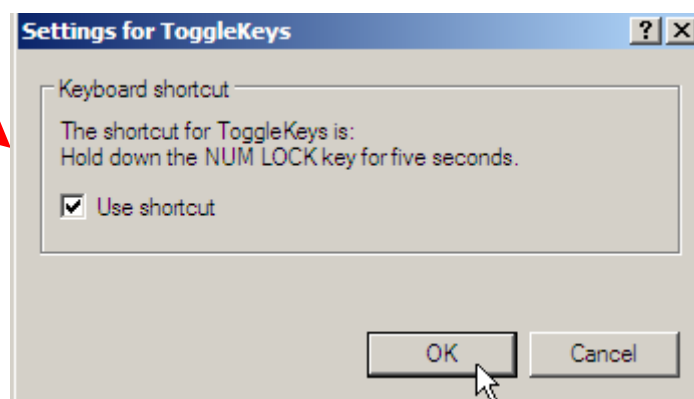 Settings for ToggleKeys
Keyboard shortcut
The shortcut for ToggleKeys is:
Hold down the NUM LOCK key for five seconds.
Use shortcut
OK Cancel